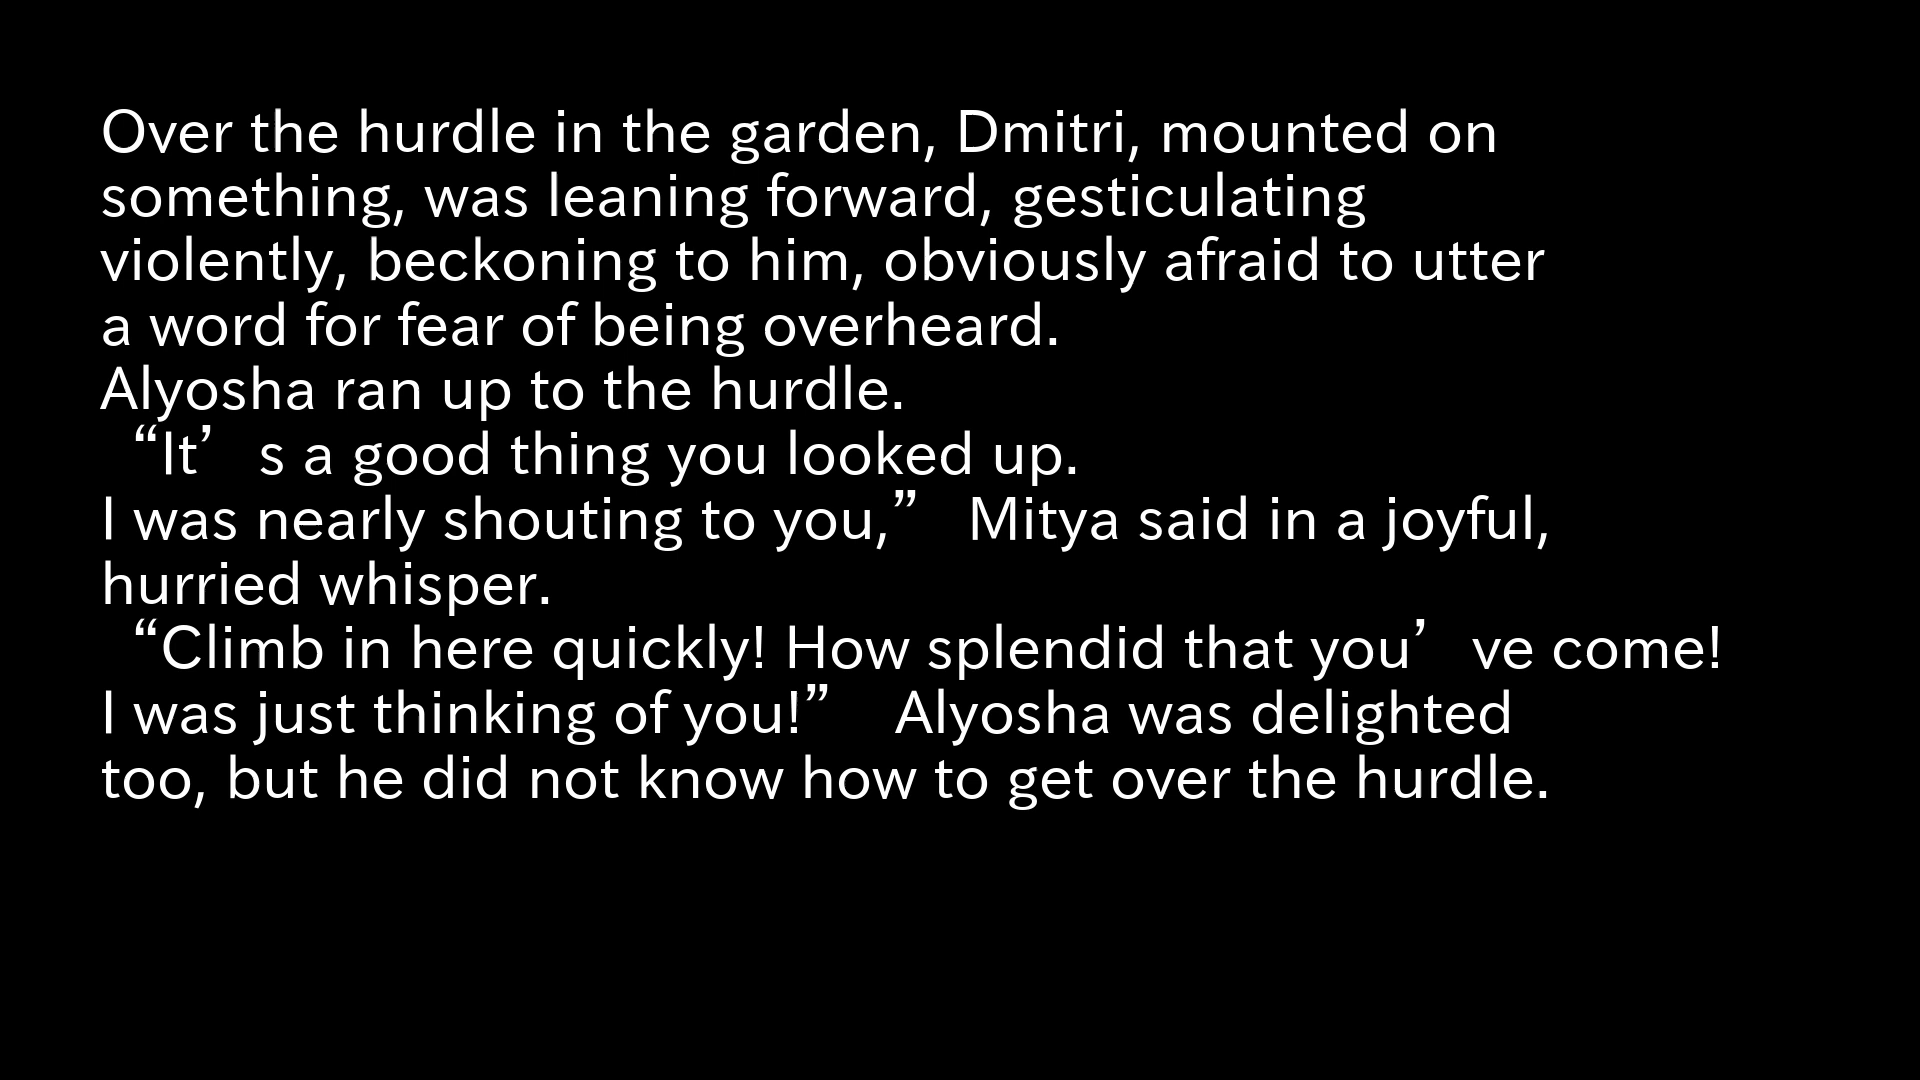 Over the hurdle in the garden, Dmitri, mounted on
something, was leaning forward, gesticulating
violently, beckoning to him, obviously afraid to utter
a word for fear of being overheard.
Alyosha ran up to the hurdle.
“It’s a good thing you looked up.
I was nearly shouting to you,” Mitya said in a joyful,
hurried whisper.
“Climb in here quickly! How splendid that you’ve come!
I was just thinking of you!” Alyosha was delighted
too, but he did not know how to get over the hurdle.